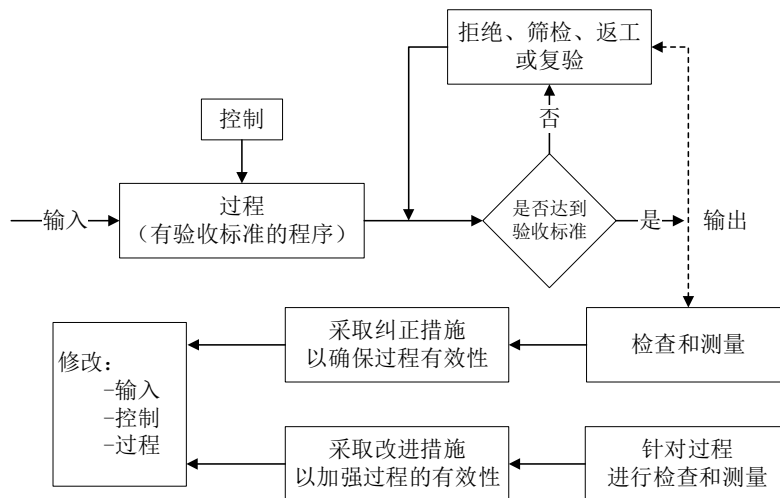 拒绝、筛检、返工
或复验
控制
否
输入
过程
（有验收标准的程序）
是否达到
验收标准
是
输出
采取纠正措施
以确保过程有效性
检查和测量
修改：
-输入
-控制
-过程
采取改进措施
以加强过程的有效性
针对过程
进行检查和测量